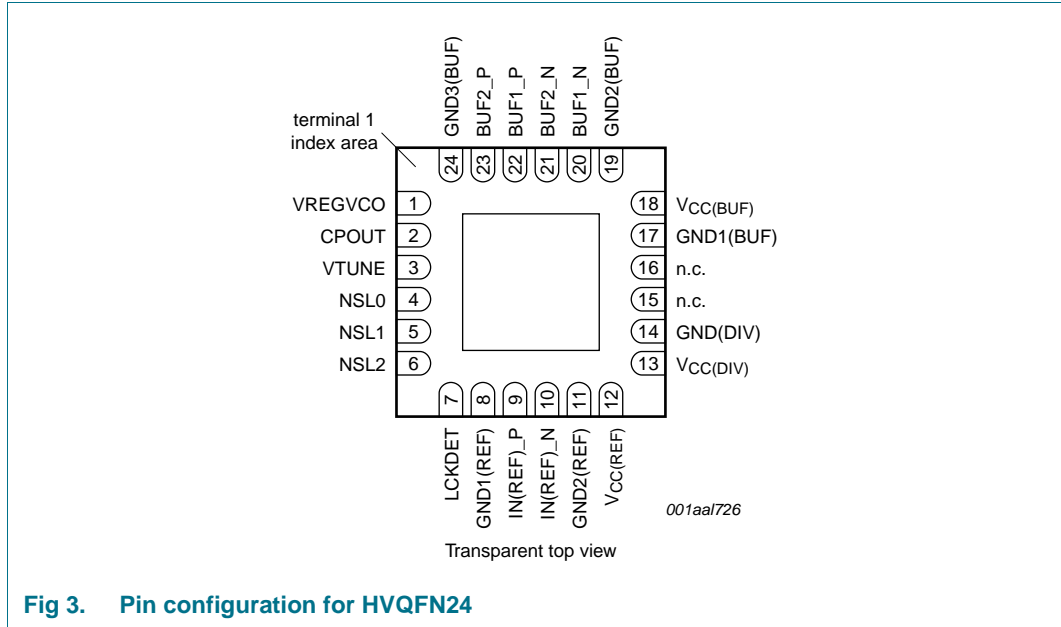 GND3(BUF)
BUF2_P
BUF1_P
BUF2_N
BUF1_N
GND2(BUF)
terminal 1
index area
24
23
22
21
20
19
VREGVCO 1
CPOUT 2
VTUNE 3
NSL0 4
NSL1 5
NSL2 6
18 VCC(BUF)
17 GND1(BUF)
16 n.c.
15 n.c.
14 GND(DIV)
13 VCC(DIV)
7
8
9
10
11
12
LCKDET
GND1(REF)
IN(REF)_P
IN(REF)_N
GND2(REF)
VCC(REF)
001aal726
Transparent top view
Fig 3. Pin configuration for HVQFN24